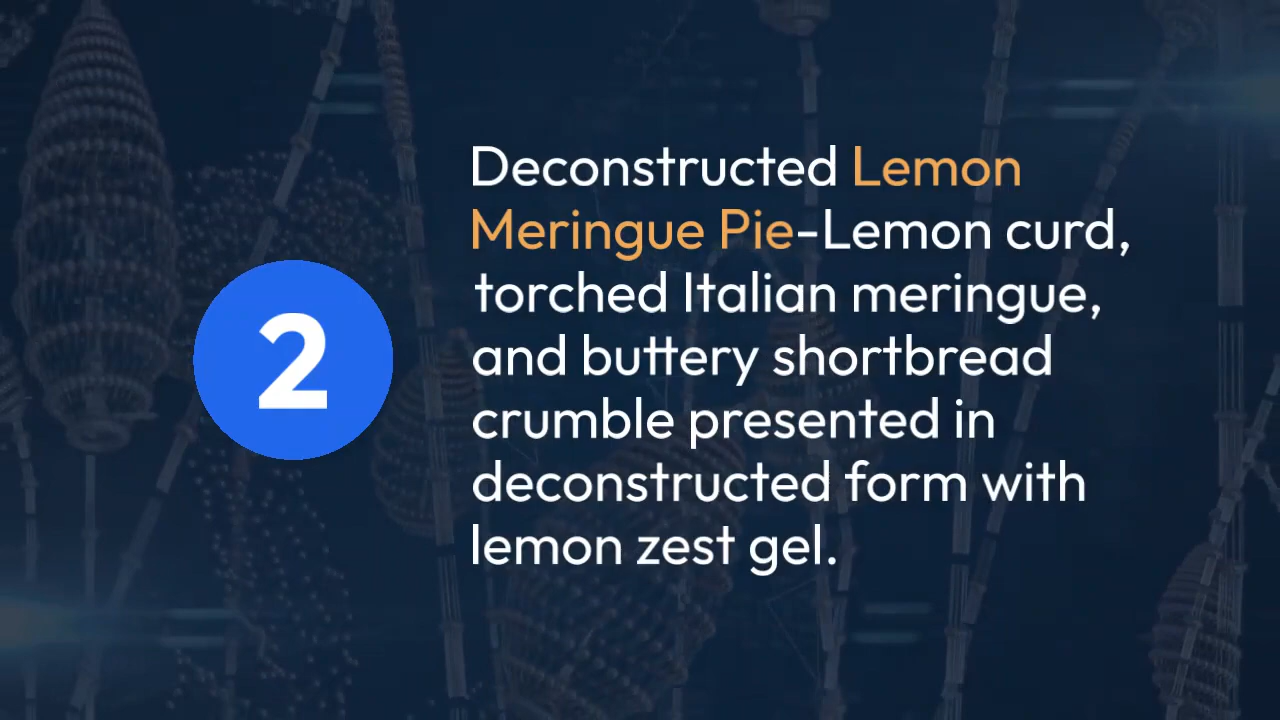 2
Deconstructed Lemon
Meringue Pie-Lemon curd,
torched Italian meringue,
and buttery shortbread
crumble presented in
deconstructed form with
lemon zest gel.